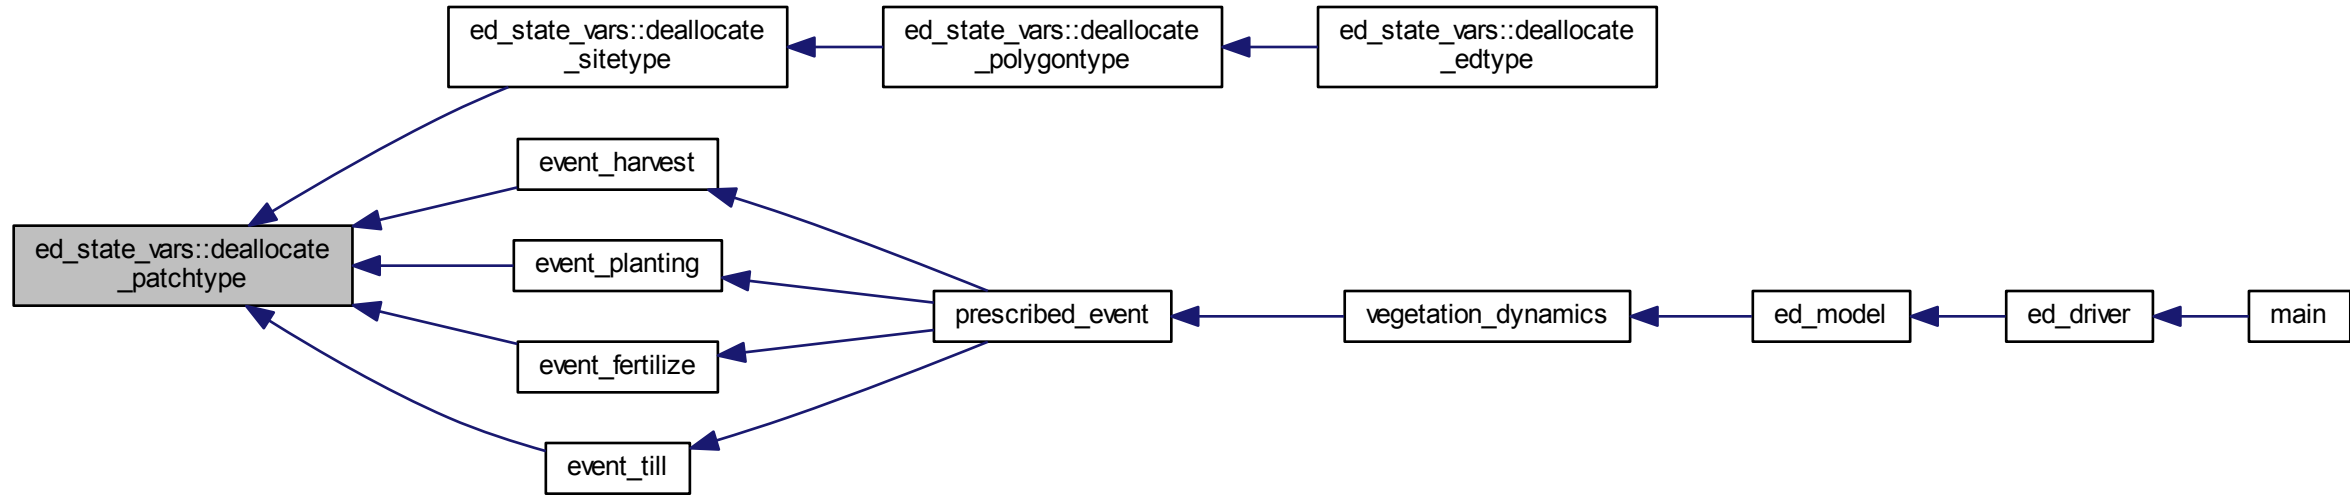 ed_state_vars::deallocate
_sitetype
ed_state_vars::deallocate
_polygontype
ed_state_vars::deallocate
_edtype
event_harvest
ed_state_vars::deallocate
_patchtype
event_planting
prescribed_event
vegetation_dynamics
ed_model
ed_driver
main
event_fertilize
event_till